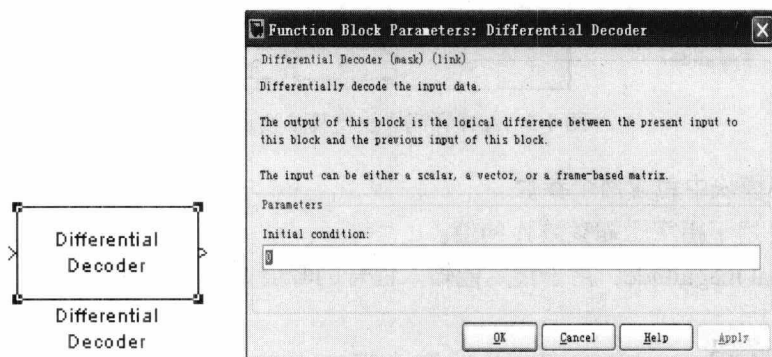 Differential
Decoder
Differential
Decoder
Function Block Parameters: Differential Decoder
Differential Decoder (mask) (link)
Differentially decode the input data.
The output of this block is the logical difference between the present input to
this block and the previous input of this block.
The input can be either a scalar, a vector, or a frame-based matrix.
Parameters
Initial condition:
0
OK
Cancel
Help
Apply